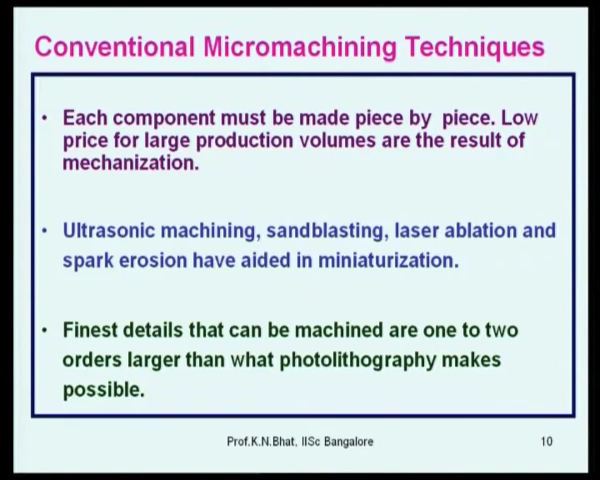 Conventional Micromachining Techniques
• Each component must be made piece by piece. Low
price for large production volumes are the result of
mechanization.
• Ultrasonic machining, sandblasting, laser ablation and
spark erosion have aided in miniaturization.
• Finest details that can be machined are one to two
orders larger than what photolithography makes
possible.
Prof.K.N.Bhat, IISc Bangalore 10